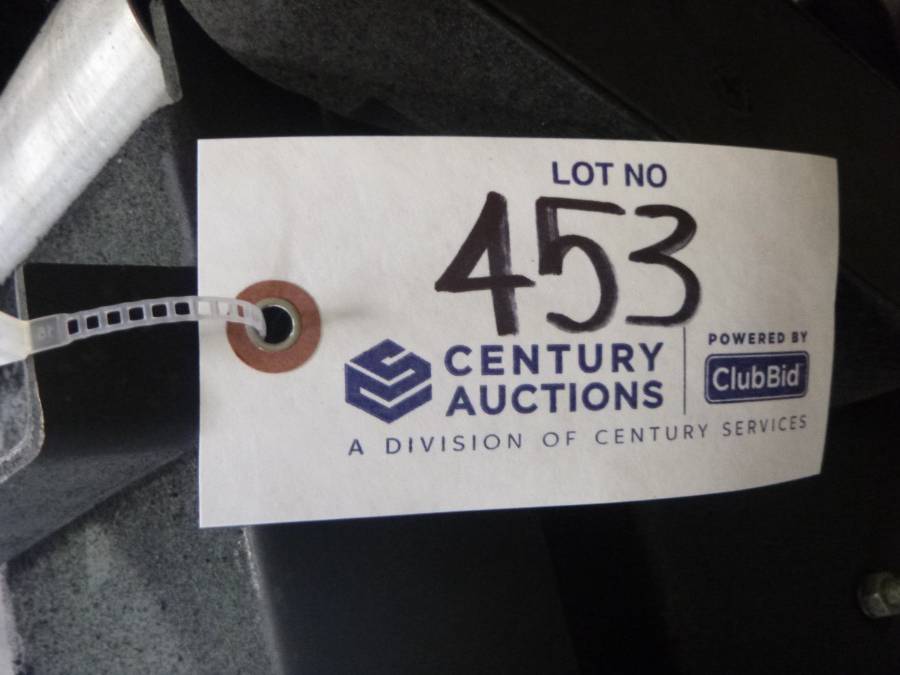 LOT NO
453
CENTURY
AUCTIONS
POWERED BY
ClubBid
A DIVISION OF CENTURY SERVICES